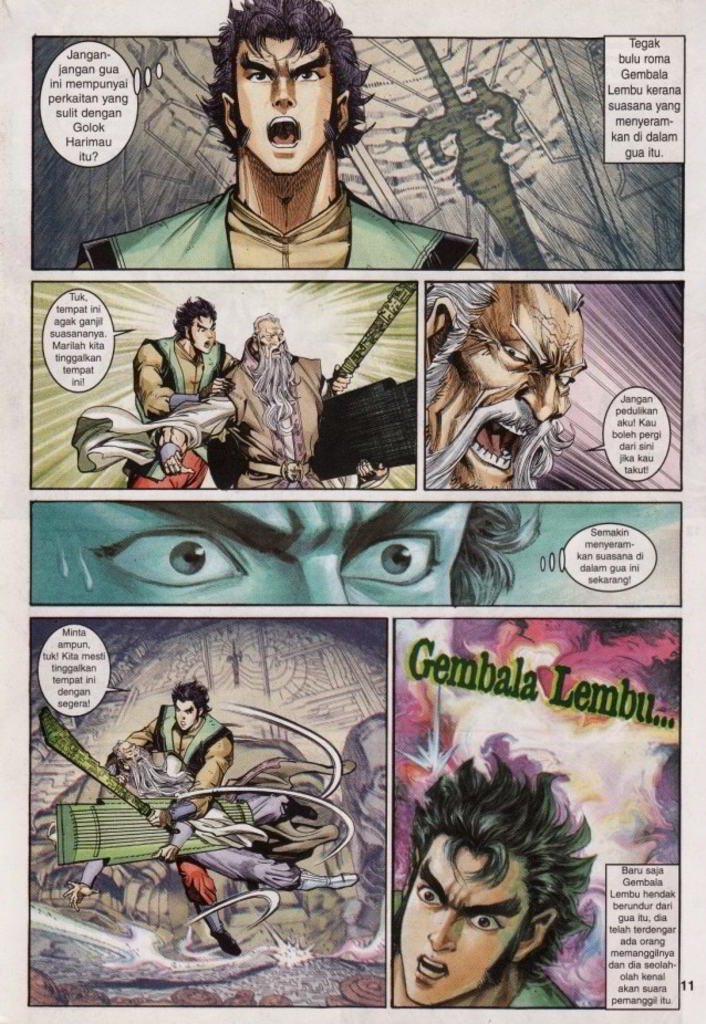 Jangan-
jangan gua
ini mempunyai
perkaitan yang
sulit dengan
Golok
Harimau
itu?
Tegak
bulu roma
Gembala
Lembu kerana
suasana yang
menyeram-
kan di dalam
gua itu.
Tuk,
tempat ini
agak ganjil
suasananya.
Marilah kita
tinggalkan
tempat
ini!
Jangan
pedulikan
aku! Kau
boleh pergi
dari sini
jika kau
takut!
Semakin
menyeram-
kan suasana di
dalam gua ini
sekarang!
Minta
ampun,
tuk! Kita mesti
tinggalkan
tempat ini
dengan
segera!
Gembala Lembu...
Baru saja
Gembala
Lembu hendak
berundur dari
gua itu, dia
telah terdengar
ada orang
memanggilnya
dan dia seolah-
olah kenal
akan suara
pemanggil itu.
11